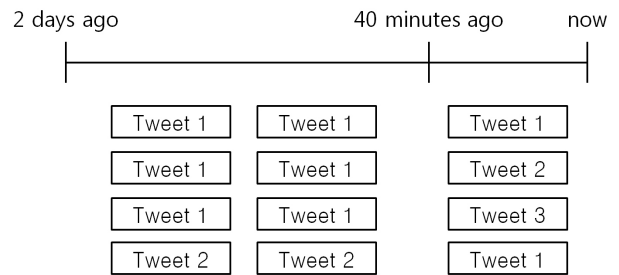 2 days ago 40 minutes ago now
Tweet 1 Tweet 1 Tweet 1
Tweet 1 Tweet 1 Tweet 2
Tweet 1 Tweet 1 Tweet 3
Tweet 2 Tweet 2 Tweet 1